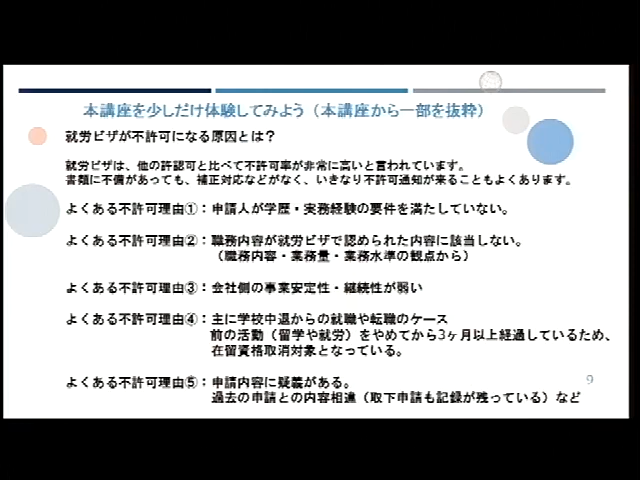 本講座を少しだけ体験してみよう（本講座から一部を抜粋）
就労ビザが不許可になる原因とは？
就労ビザは、他の許認可と比べて不許可率が非常に高いと言われています。
書類に不備があっても、補正対応などがなく、いきなり不許可通知が来ることもよくあります。
よくある不許可理由①：申請人が学歴・実務経験の要件を満たしていない。
よくある不許可理由②：職務内容が就労ビザで認められた内容に該当しない。
（職務内容・業務量・業務水準の観点から）
よくある不許可理由③：会社側の事業安定性・継続性が弱い
よくある不許可理由④：主に学校中退からの就職や転職のケース
前の活動（留学や就労）をやめてから3ヶ月以上経過しているため、
在留資格取消対象となっている。
よくある不許可理由⑤：申請内容に疑義がある。
過去の申請との内容相違（取下申請も記録が残っている）など
9